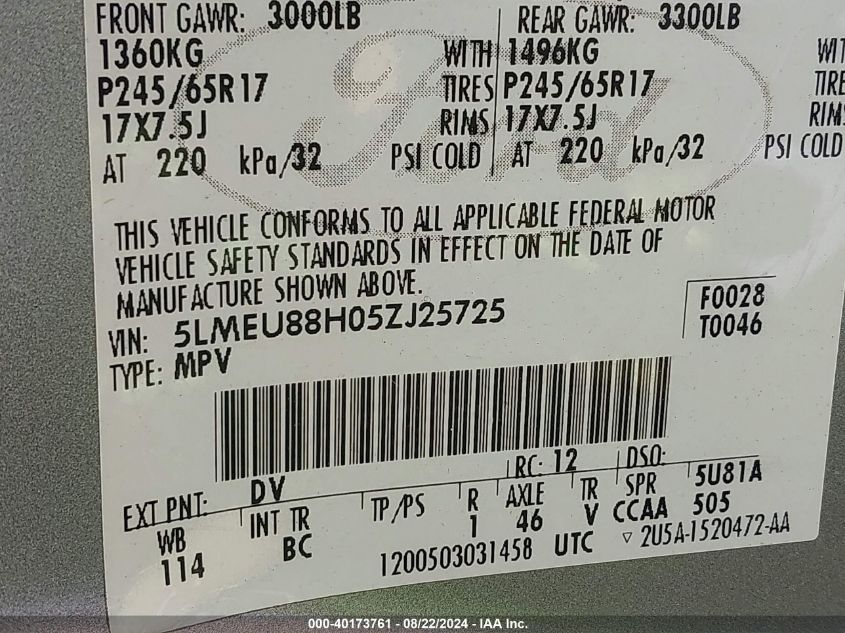 FRONT GAWR: 3000LB REAR GAWR: 3300LB
1360KG WITH 1496KG WIT
P245/65R17 TIRES P245/65R17 TIRE
17X7.5J RIMS 17X7.5J RIMS
AT 220 kPa/32 PSI COLD AT 220 kPa/32 PSI COLD
Ford
THIS VEHICLE CONFORMS TO ALL APPLICABLE FEDERAL MOTOR
VEHICLE SAFETY STANDARDS IN EFFECT ON THE DATE OF
MANUFACTURE SHOWN ABOVE.
VIN: 5LMEU88H05ZJ25725 F0028
TYPE: MPV T0046
EXT PNT: DV RC: 12 DSO:
WB INT TR TP/PS R AXLE TR SPR 5U81A
114 BC 1 46 V CCAA 505
1200503031458 UTC ▽ 2U5A-1520472-AA
000-40173761 - 08/22/2024 - IAA Inc.